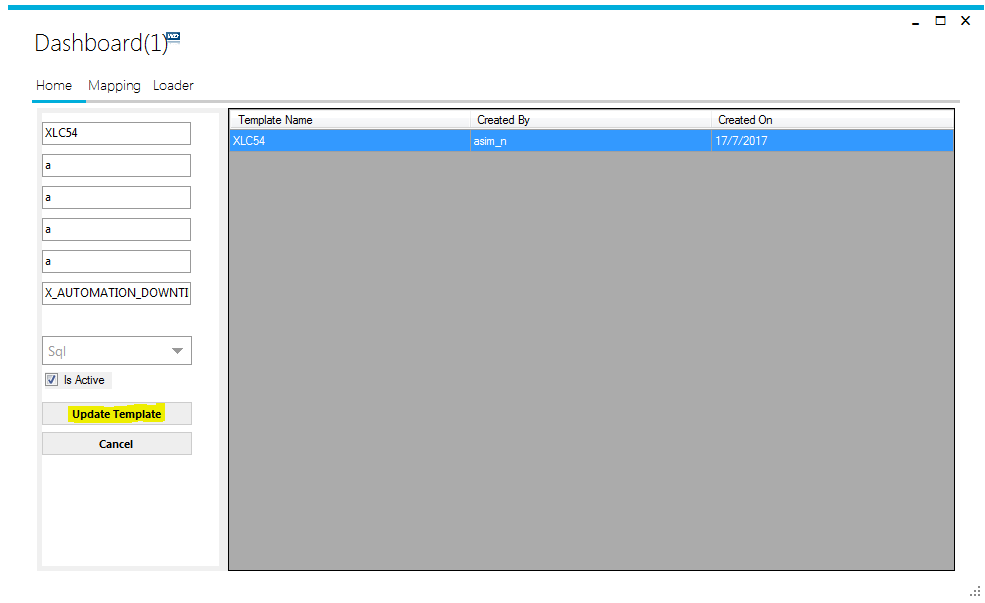 Dashboard(1) WD
Home Mapping Loader
XLC54
a
a
a
a
X_AUTOMATION_DOWNTI
Sql
Is Active
Update Template
Cancel
Template Name Created By Created On
XLC54 asim_n 17/7/2017